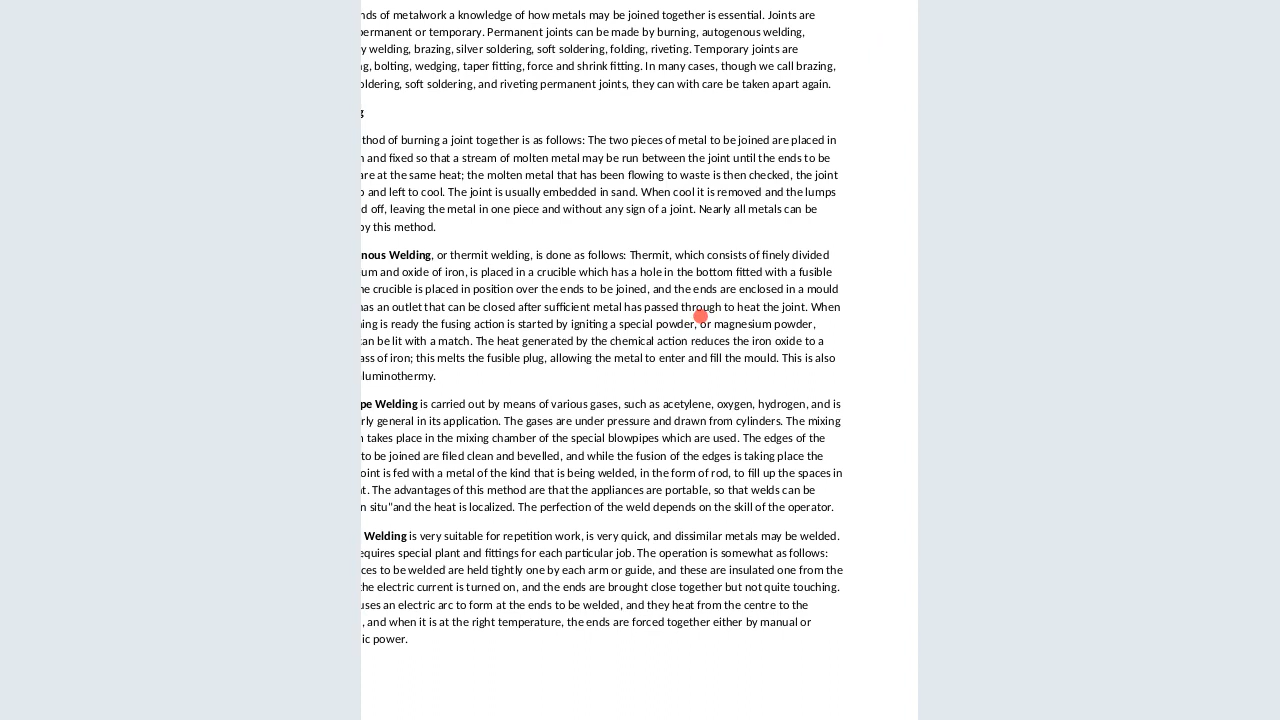 of metalwork a knowledge of how metals may be joined together is essential. Joints are
or temporary. Permanent joints can be made by burning, autogenous welding,
welding, brazing, silver soldering, soft soldering, folding, riveting. Temporary joints are
bolting, wedging, taper fitting, force and shrink fitting. In many cases, though we call brazing,
soft soldering, and riveting permanent joints, they can with care be taken apart again.
of burning a joint together is as follows: The two pieces of metal to be joined are placed in
and fixed so that a stream of molten metal may be run between the joint until the ends to be
are at the same heat; the molten metal that has been flowing to waste is then checked, the joint
and left to cool. The joint is usually embedded in sand. When cool it is removed and the lumps
off, leaving the metal in one piece and without any sign of a joint. Nearly all metals can be
by this method.
Welding, or thermit welding, is done as follows: Thermit, which consists of finely divided
and oxide of iron, is placed in a crucible which has a hole in the bottom fitted with a fusible
crucible is placed in position over the ends to be joined, and the ends are enclosed in a mould
has an outlet that can be closed after sufficient metal has passed through to heat the joint. When
is ready the fusing action is started by igniting a special powder, or magnesium powder,
can be lit with a match. The heat generated by the chemical action reduces the iron oxide to a
of iron; this melts the fusible plug, allowing the metal to enter and fill the mould. This is also
Welding is carried out by means of various gases, such as acetylene, oxygen, hydrogen, and is
general in its application. The gases are under pressure and drawn from cylinders. The mixing
takes place in the mixing chamber of the special blowpipes which are used. The edges of the
to be joined are filed clean and bevelled, and while the fusion of the edges is taking place the
is fed with a metal of the kind that is being welded, in the form of rod, to fill up the spaces in
The advantages of this method are that the appliances are portable, so that welds can be
situ"and the heat is localized. The perfection of the weld depends on the skill of the operator.
Welding is very suitable for repetition work, is very quick, and dissimilar metals may be welded.
requires special plant and fittings for each particular job. The operation is somewhat as follows:
to be welded are held tightly one by each arm or guide, and these are insulated one from the
the electric current is turned on, and the ends are brought close together but not quite touching.
an electric arc to form at the ends to be welded, and they heat from the centre to the
, and when it is at the right temperature, the ends are forced together either by manual or
power.